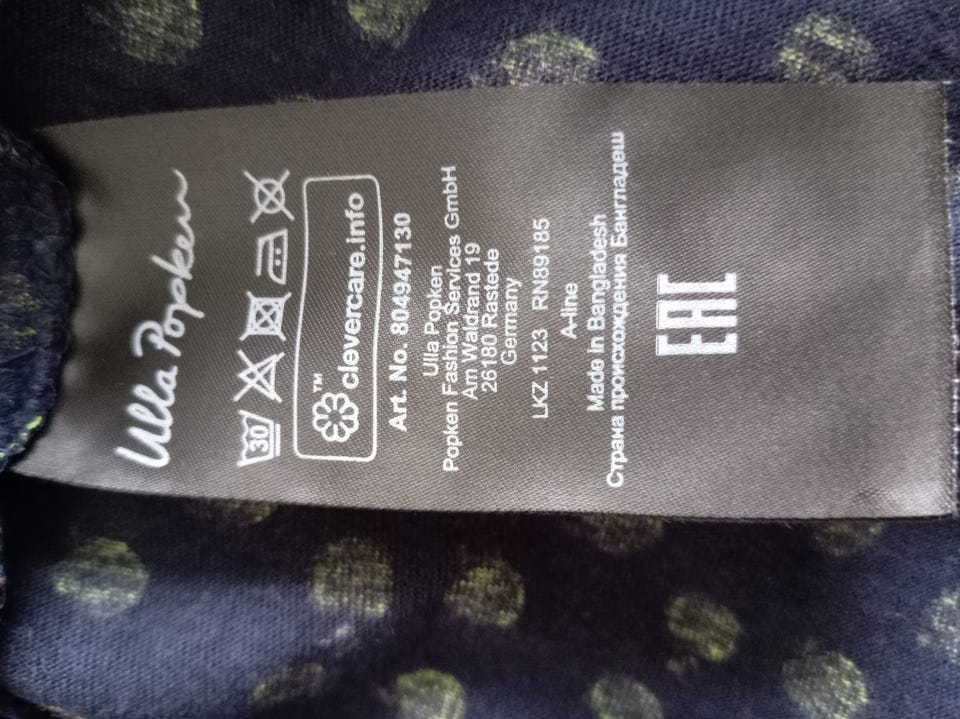 Ulla Popken
30
clevercare.info™
Art. No. 804947130
Ulla Popken
Popken Fashion Services GmbH
Am Waldrand 19
26180 Rastede
Germany
LKZ 1123 RN89185
A-line
Made in Bangladesh
Страна происхождения Бангладеш
EAC